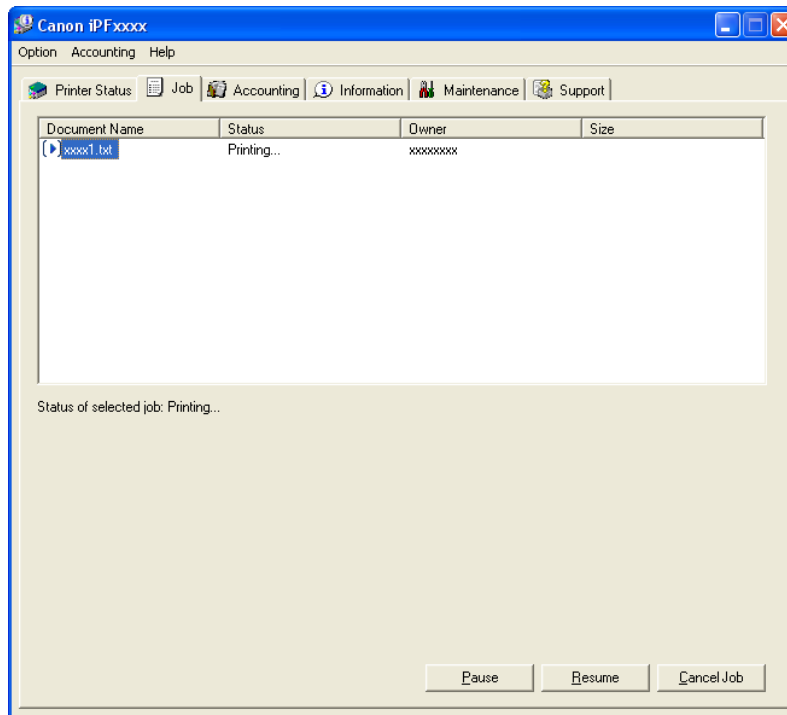 Canon iPFxxxx
Option Accounting Help
Printer Status Job Accounting Information Maintenance Support
Document Name Status Owner Size
xxxx1.txt Printing... xxxxxxxx
Status of selected job: Printing...
Pause Resume Cancel Job